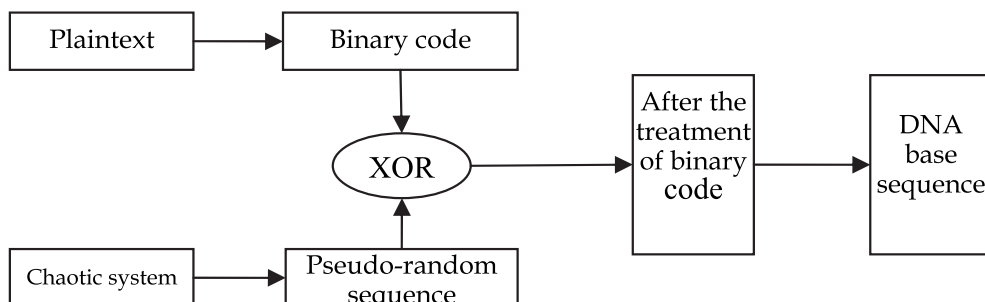 Plaintext
Binary code
XOR
After the
treatment
of binary
code
DNA
base
sequence
Chaotic system
Pseudo-random
sequence